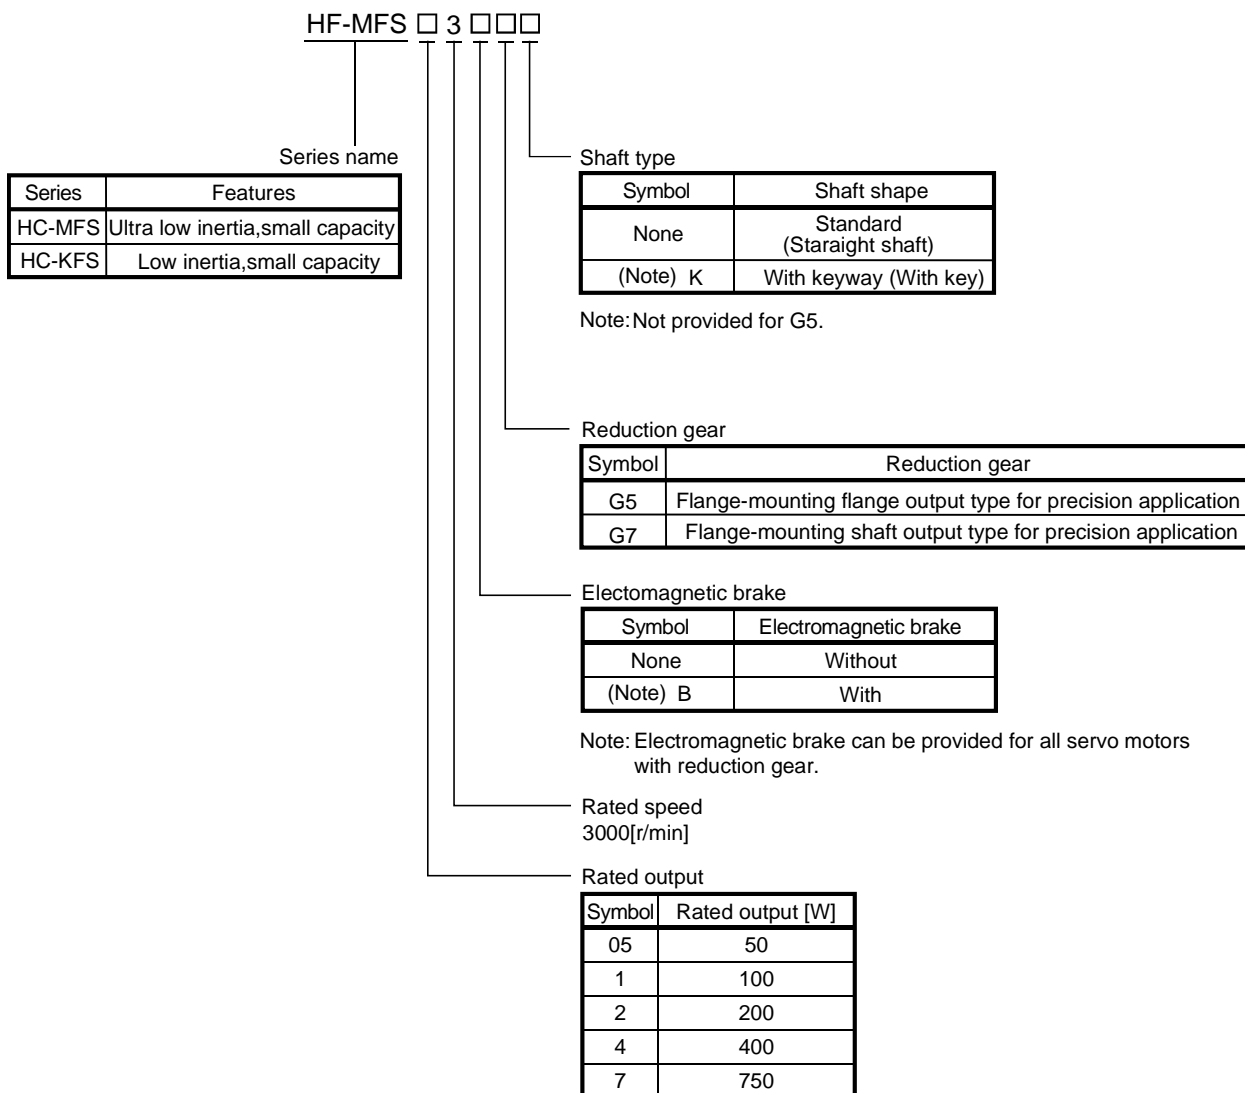 HF-MFS □ 3 □ □ □
Series name
Series Features
HC-MFS Ultra low inertia,small capacity
HC-KFS Low inertia,small capacity
Shaft type
Symbol Shaft shape
None Standard
(Staraight shaft)
(Note) K With keyway (With key)
Note:Not provided for G5.
Reduction gear
Symbol Reduction gear
G5 Flange-mounting flange output type for precision application
G7 Flange-mounting shaft output type for precision application
Electomagnetic brake
Symbol Electromagnetic brake
None Without
(Note) B With
Note: Electromagnetic brake can be provided for all servo motors
with reduction gear.
Rated speed
3000[r/min]
Rated output
Symbol Rated output [W]
05 50
1 100
2 200
4 400
7 750